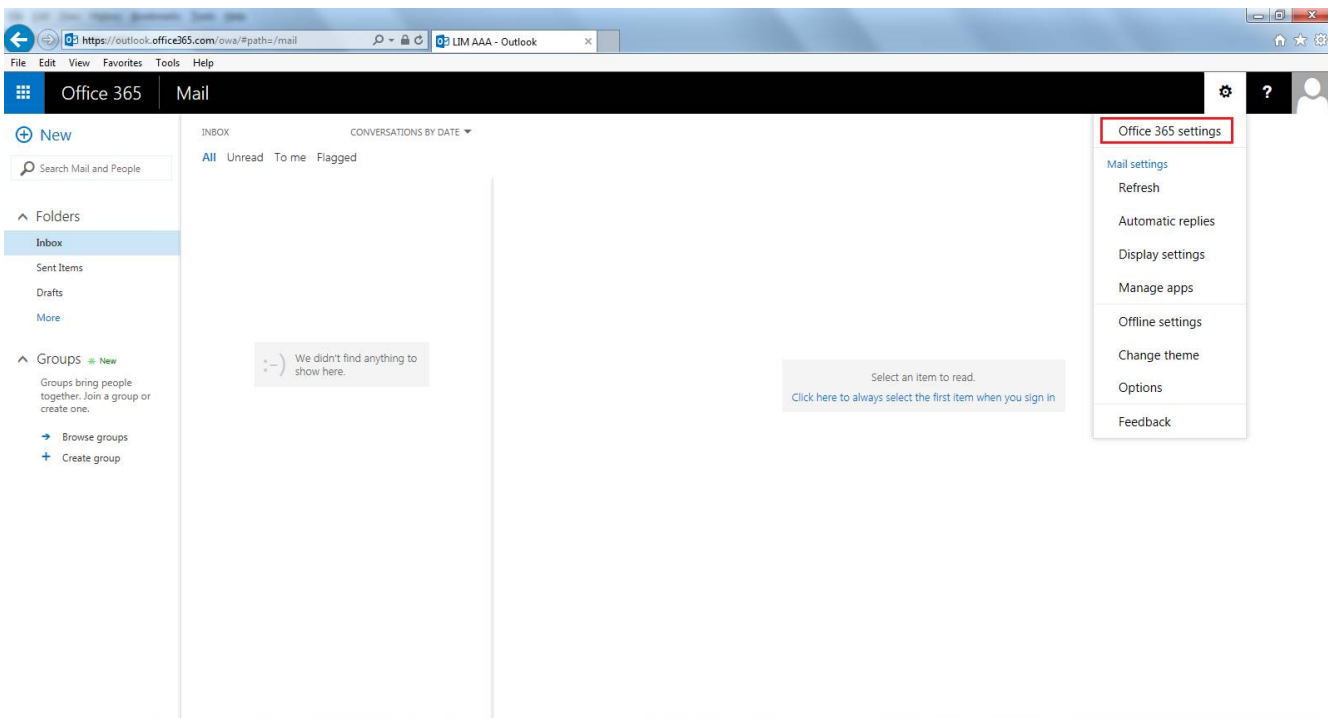 https://outlook.office365.com/owa/#path=/mail
LIM AAA - Outlook
File Edit View Favorites Tools Help
Office 365 Mail
?
New
Search Mail and People
Folders
Inbox
Sent Items
Drafts
More
Groups New
Groups bring people
together. Join a group or
create one.
Browse groups
Create group
INBOX CONVERSATIONS BY DATE
All Unread To me Flagged
:-) We didn't find anything to
show here.
Select an item to read.
Click here to always select the first item when you sign in
Office 365 settings
Mail settings
Refresh
Automatic replies
Display settings
Manage apps
Offline settings
Change theme
Options
Feedback